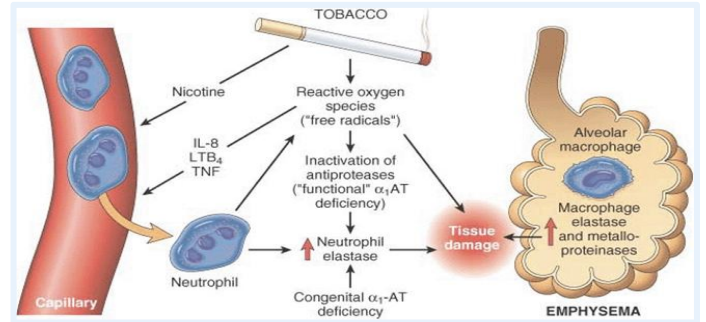 TOBACCO
Nicotine
Reactive oxygen
species
("free radicals")
IL-8
LTB₄
TNF
Inactivation of
antiproteases
("functional" α₁AT
deficiency)
Neutrophil
Neutrophil
elastase
Congenital α₁-AT
deficiency
Tissue
damage
Alveolar
macrophage
Macrophage
elastase
and metallo-
proteinases
Capillary
EMPHYSEMA